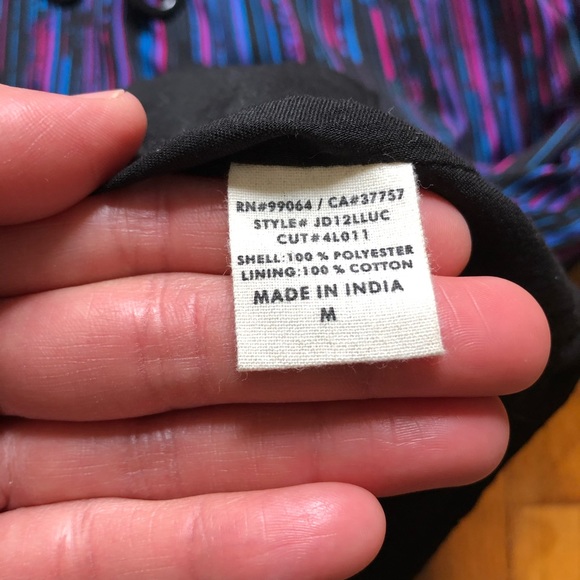 RN#99064 / CA#37757
STYLE# JD12LLUC
CUT#4L011
SHELL:100 % POLYESTER
LINING:100 % COTTON
MADE IN INDIA
M